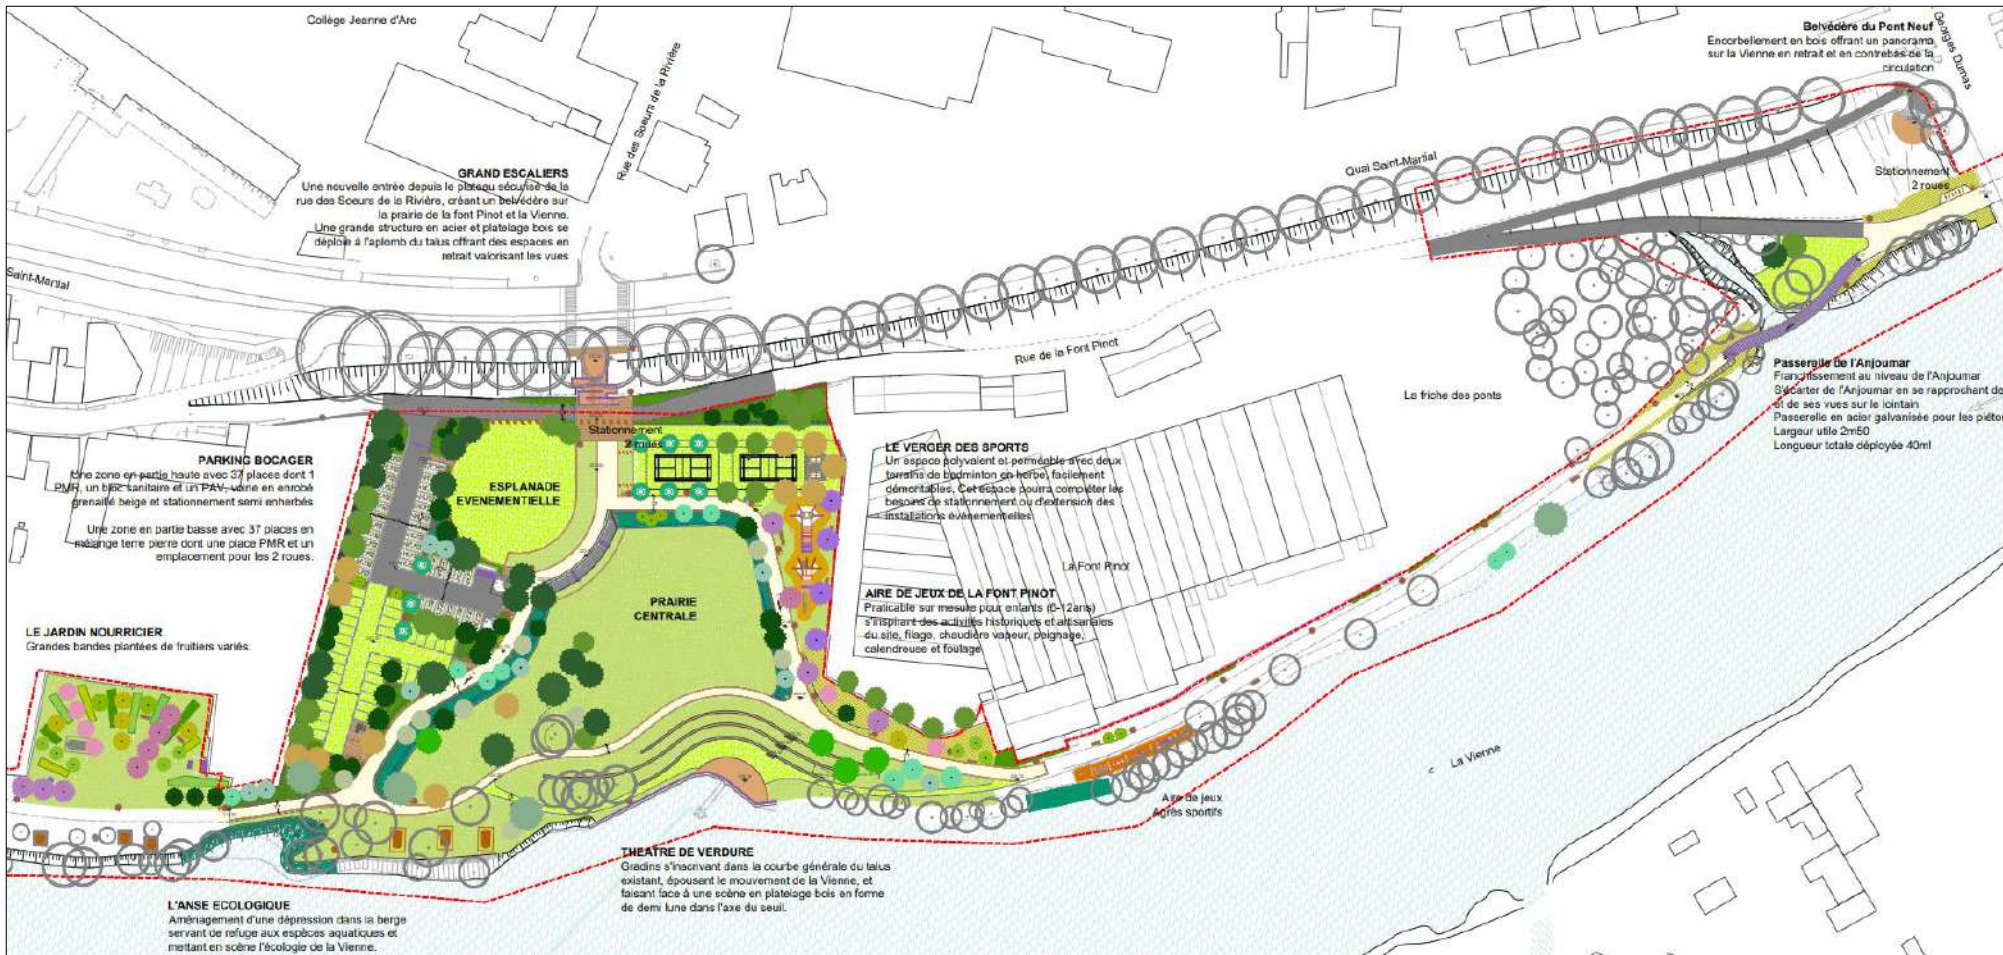 Collège Jeanne d'Arc
Rue des Soeurs de la Rivière
Georges Dumas
Belvédère du Pont Neuf
Encorbellement en bois offrant un panorama
sur la Vienne en retrait et en contrebas de la
circulation
Quai Saint-Martial
Stationnement
2 roues
GRAND ESCALIERS
Une nouvelle entrée depuis le plateau sécurisé de la
rue des Soeurs de la Rivière, créant un belvédère sur
la prairie de la font Pinot et la Vienne.
Une grande structure en acier et platelage bois se
déploie à l'aplomb du talus offrant des espaces en
retrait valorisant les vues
Saint-Martial
Rue de la Font Pinot
La friche des ponts
Passerelle de l'Anjoumar
Franchissement au niveau de l'Anjoumar
S'écarter de l'Anjoumar en se rapprochant de
et de ses vues sur le lointain
Passerelle en acier galvanisée pour les piéton
Largeur utile 2m50
Longueur totale déployée 40ml
Stationnement
2 roues
PARKING BOCAGER
Une zone en partie haute avec 37 places dont 1
PMR, un bloc sanitaire et un PAV, voirie en enrobé
grenaillé beige et stationnement semi enherbés
Une zone en partie basse avec 37 places en
mélange terre pierre dont une place PMR et un
emplacement pour les 2 roues.
ESPLANADE
EVENEMENTIELLE
LE VERGER DES SPORTS
Un espace polyvalent et perméable avec deux
terrains de badminton en herbe, facilement
démontables. Cet espace pourra compléter les
besoins de stationnement ou d'extension des
installations événementielles
La Font Pinot
PRAIRIE
CENTRALE
AIRE DE JEUX DE LA FONT PINOT
Praticable sur mesure pour enfants (6-12ans)
s'inspirant des activités historiques et artisanales
du site, filage, chaudière vapeur, peignage,
calendreuse et foulage
LE JARDIN NOURRICIER
Grandes bandes plantées de fruitiers variés.
< La Vienne
Aire de jeux
Agrès sportifs
THEATRE DE VERDURE
Gradins s'inscrivant dans la courbe générale du talus
existant, épousant le mouvement de la Vienne, et
faisant face à une scène en platelage bois en forme
de demi lune dans l'axe du seuil.
L'ANSE ECOLOGIQUE
Aménagement d'une dépression dans la berge
servant de refuge aux espèces aquatiques et
mettant en scène l'écologie de la Vienne.